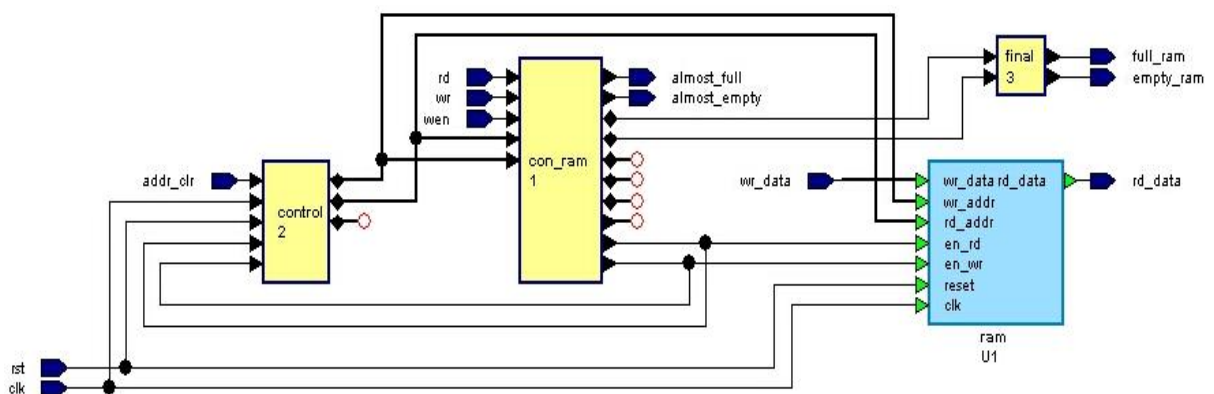 final
3
full_ram
empty_ram
rd
wr
wen
almost_full
almost_empty
con_ram
1
addr_clr
control
2
wr_data
wr_data rd_data
wr_addr
rd_addr
en_rd
en_wr
reset
clk
rd_data
ram
U1
rst
clk